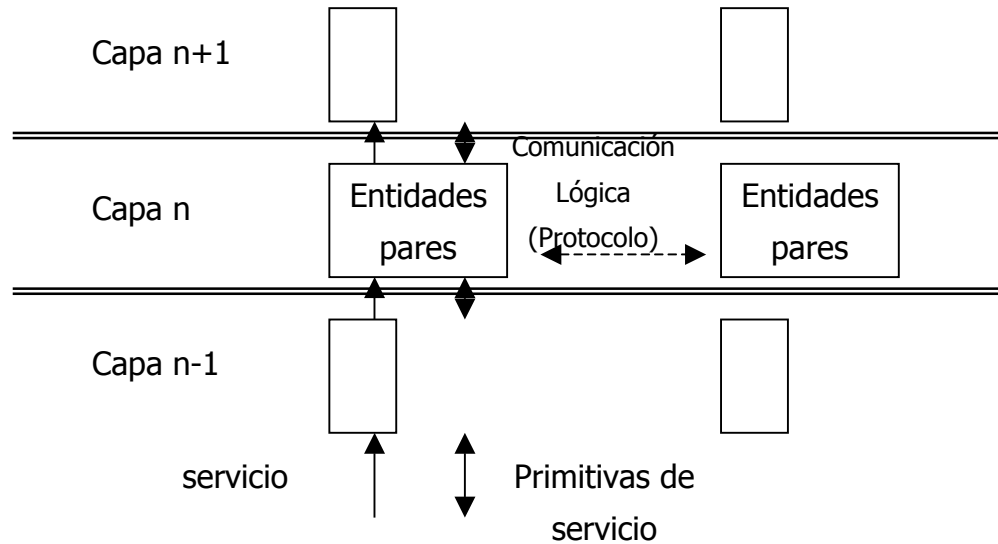 Capa n+1
Comunicación
Lógica
(Protocolo)
Capa n
Entidades
pares
Entidades
pares
Capa n-1
servicio
Primitivas de
servicio